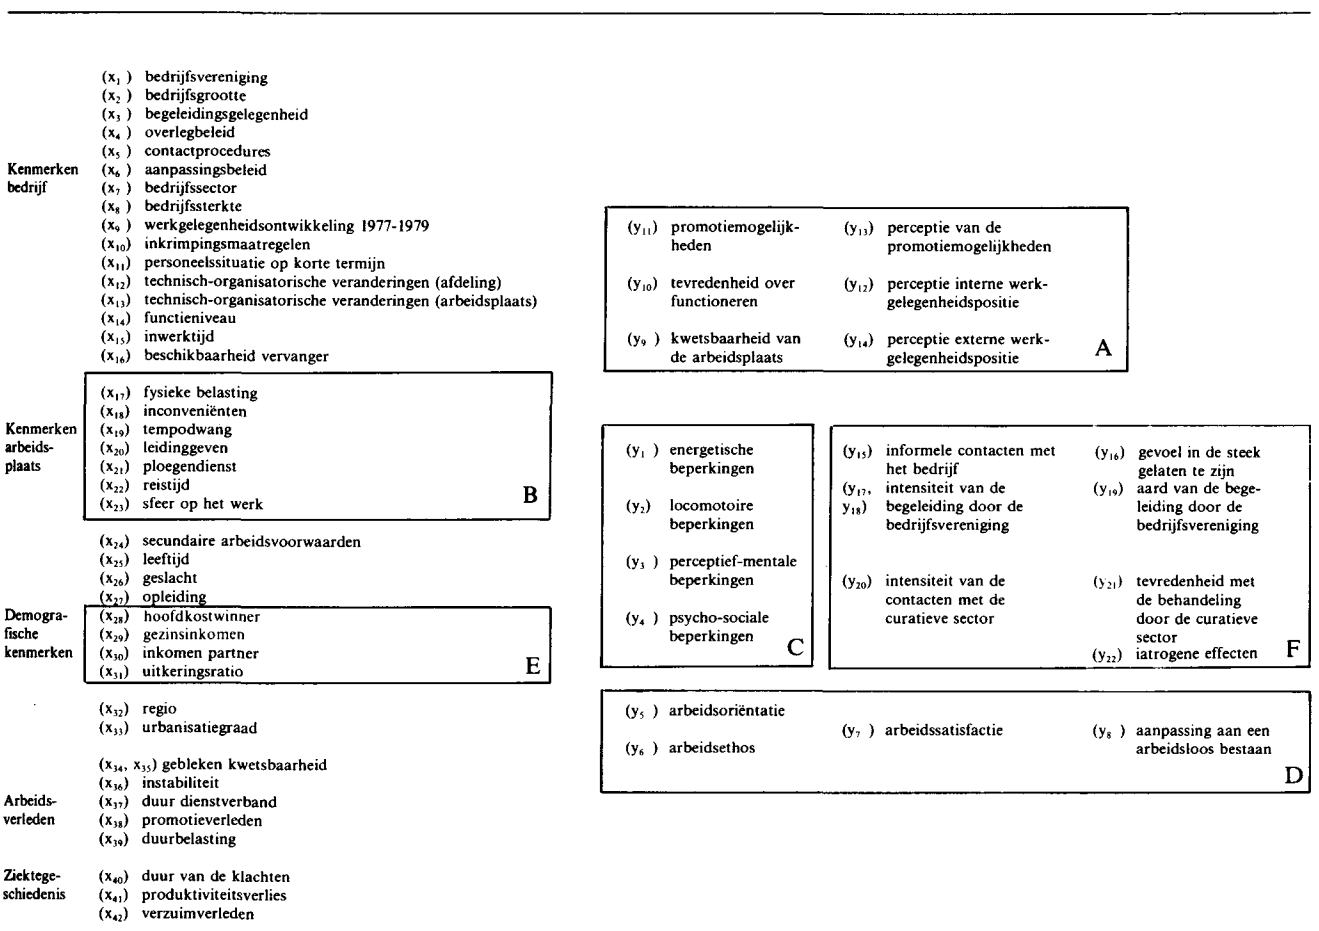 (x₁ ) bedrijfsvereniging
(x₂ ) bedrijfsgrootte
(x₃ ) begeleidingsgelegenheid
(x₄ ) overlegbeleid
(x₅ ) contactprocedures
Kenmerken (x₆ ) aanpassingsbeleid
bedrijf (x₇ ) bedrijfssector
(x₈ ) bedrijfssterkte
(x₉ ) werkgelegenheidsontwikkeling 1977-1979
(x₁₀) inkrimpingsmaatregelen
(x₁₁) personeelssituatie op korte termijn
(x₁₂) technisch-organisatorische veranderingen (afdeling)
(x₁₃) technisch-organisatorische veranderingen (arbeidsplaats)
(x₁₄) functieniveau
(x₁₅) inwerktijd
(x₁₆) beschikbaarheid vervanger
(x₁₇) fysieke belasting
(x₁₈) inconveniënten
Kenmerken (x₁₉) tempodwang
arbeids- (x₂₀) leidinggeven
plaats (x₂₁) ploegendienst
(x₂₂) reistijd
(x₂₃) sfeer op het werk
B
(x₂₄) secundaire arbeidsvoorwaarden
(x₂₅) leeftijd
(x₂₆) geslacht
(x₂₇) opleiding
Demogra- (x₂₈) hoofdkostwinner
fische (x₂₉) gezinsinkomen
kenmerken (x₃₀) inkomen partner
(x₃₁) uitkeringsratio
E
(x₃₂) regio
(x₃₃) urbanisatiegraad
(x₃₄, x₃₅) gebleken kwetsbaarheid
(x₃₆) instabiliteit
Arbeids- (x₃₇) duur dienstverband
verleden (x₃₈) promotieverleden
(x₃₉) duurbelasting
Ziektege- (x₄₀) duur van de klachten
schiedenis (x₄₁) produktiviteitsverlies
(x₄₂) verzuimverleden
(y₁₁) promotiemogelijk-
heden
(y₁₃) perceptie van de
promotiemogelijkheden
(y₁₀) tevredenheid over
functioneren
(y₁₂) perceptie interne werk-
gelegenheidspositie
(y₉ ) kwetsbaarheid van
de arbeidsplaats
(y₁₄) perceptie externe werk-
gelegenheidspositie
A
(y₁ ) energetische
beperkingen
(y₂) locomotoire
beperkingen
(y₃ ) perceptief-mentale
beperkingen
(y₄ ) psycho-sociale
beperkingen
C
(y₁₅) informele contacten met
het bedrijf
(y₁₆) gevoel in de steek
gelaten te zijn
(y₁₇, intensiteit van de
y₁₈) begeleiding door de
bedrijfsvereniging
(y₁₉) aard van de bege-
leiding door de
bedrijfsvereniging
(y₂₀) intensiteit van de
contacten met de
curatieve sector
(y₂₁) tevredenheid met
de behandeling
door de curatieve
sector
(y₂₂) iatrogene effecten
F
(y₅ ) arbeidsoriëntatie
(y₆ ) arbeidsethos
(y₇ ) arbeidssatisfactie
(y₈ ) aanpassing aan een
arbeidsloos bestaan
D